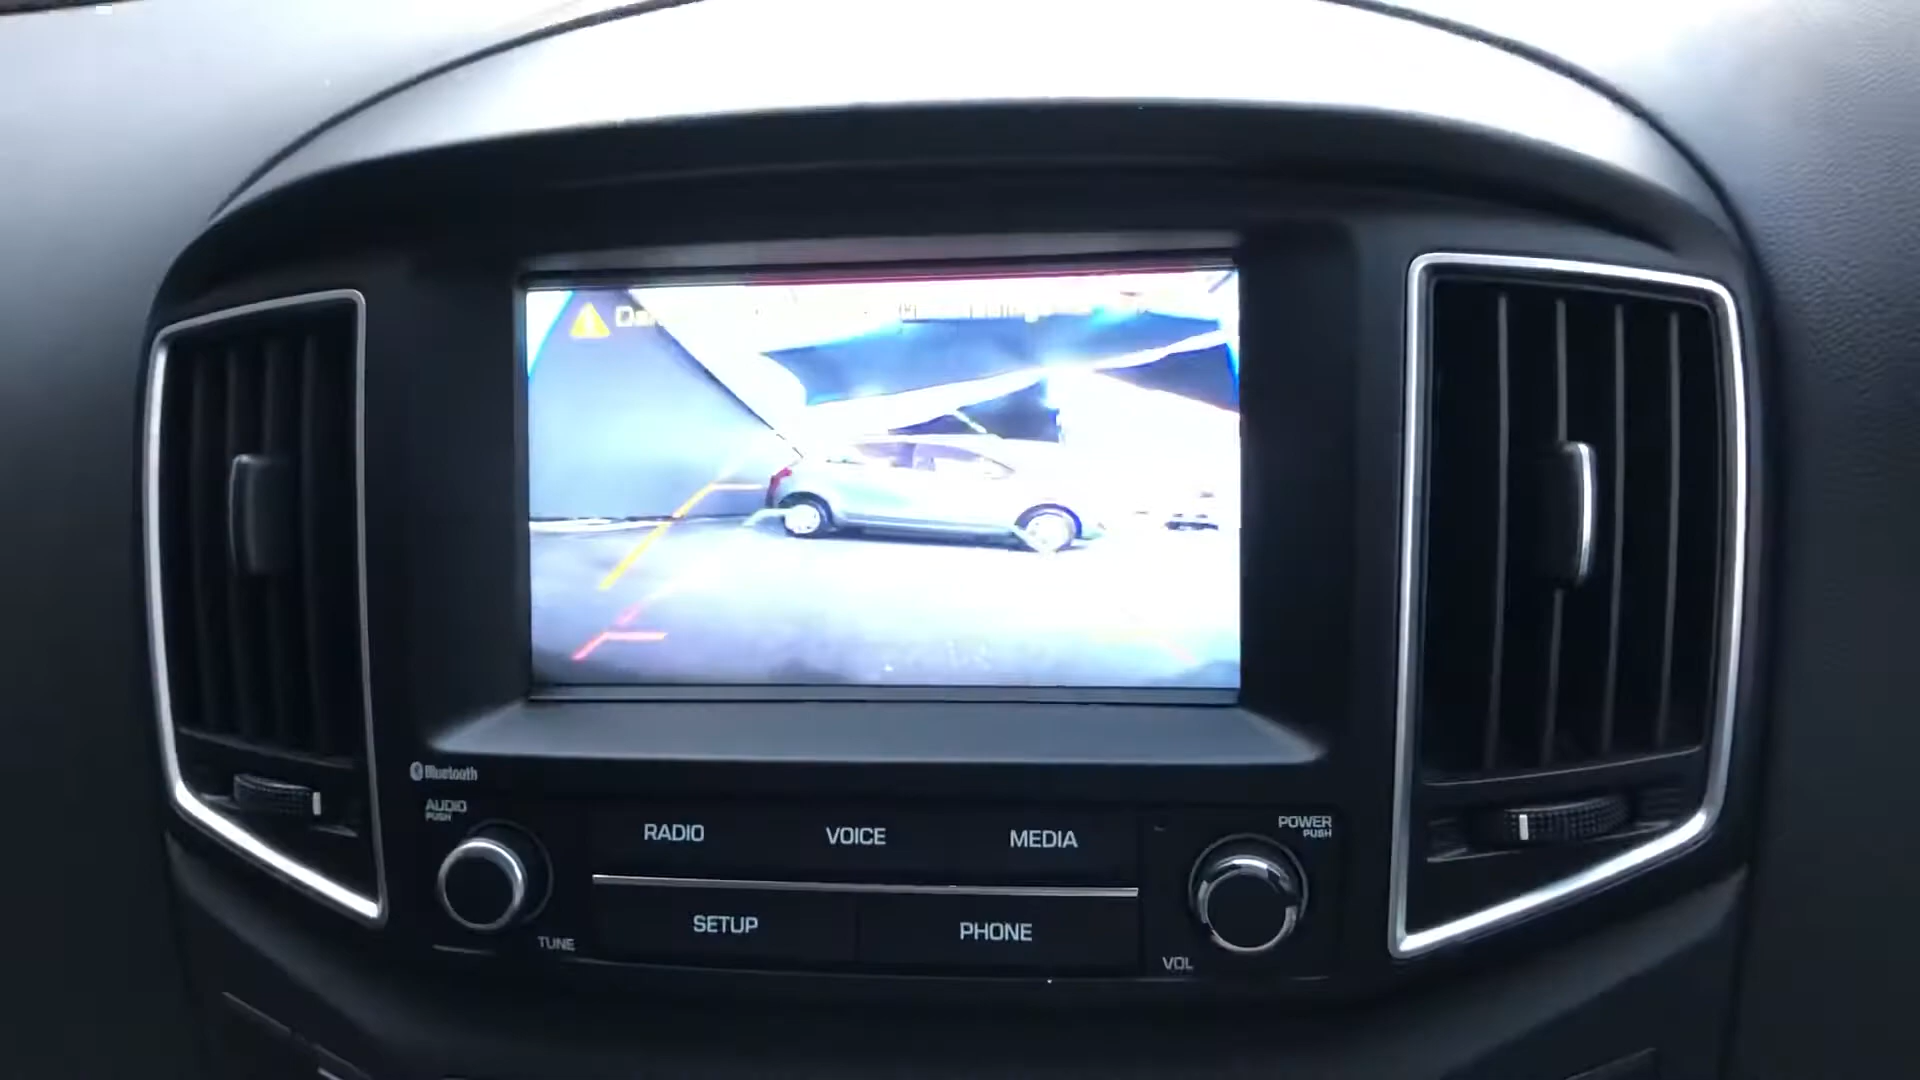 Bluetooth
AUDIO
PUSH
RADIO
VOICE
MEDIA
POWER
PUSH
SETUP
PHONE
TUNE
VOL